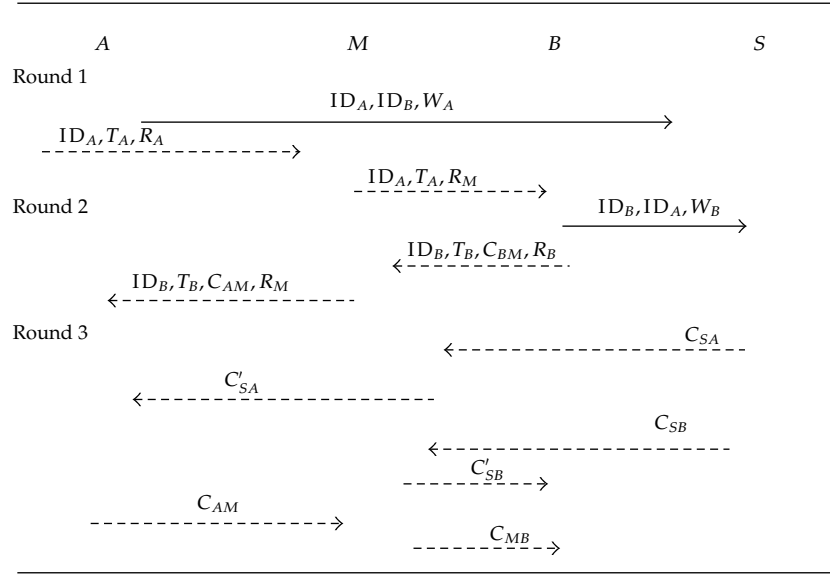 A M B S
Round 1
ID_A, ID_B, W_A
ID_A, T_A, R_A
ID_A, T_A, R_M
Round 2
ID_B, ID_A, W_B
ID_B, T_B, C_BM, R_B
ID_B, T_B, C_AM, R_M
Round 3
C_SA
C′_SA
C_SB
C′_SB
C_AM
C_MB